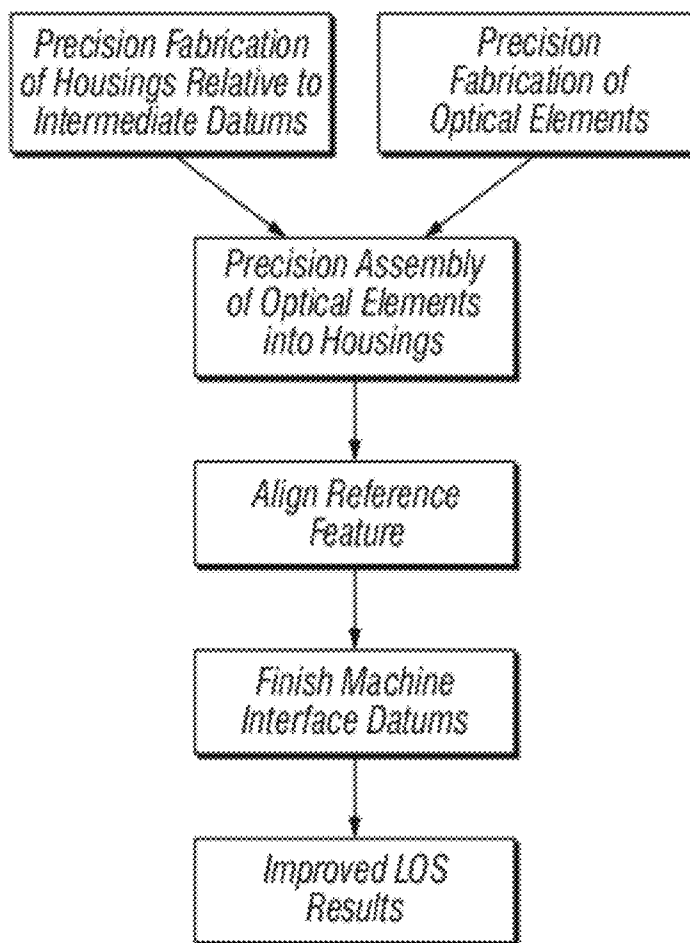 Precision Fabrication
of Housings Relative to
Intermediate Datums
Precision
Fabrication of
Optical Elements
Precision Assembly
of Optical Elements
into Housings
Align Reference
Feature
Finish Machine
Interface Datums
Improved LOS
Results